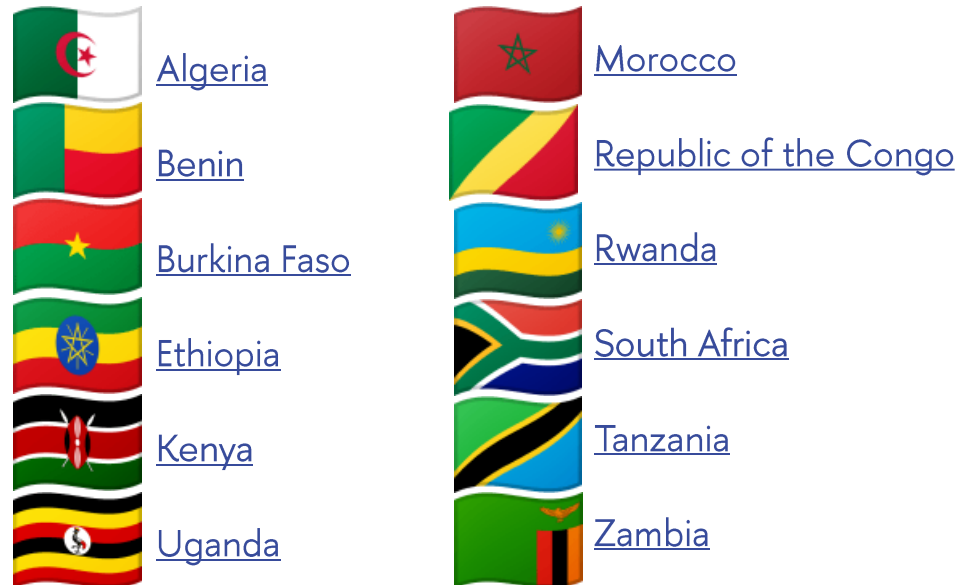 Algeria
Benin
Burkina Faso
Ethiopia
Kenya
Uganda
Morocco
Republic of the Congo
Rwanda
South Africa
Tanzania
Zambia